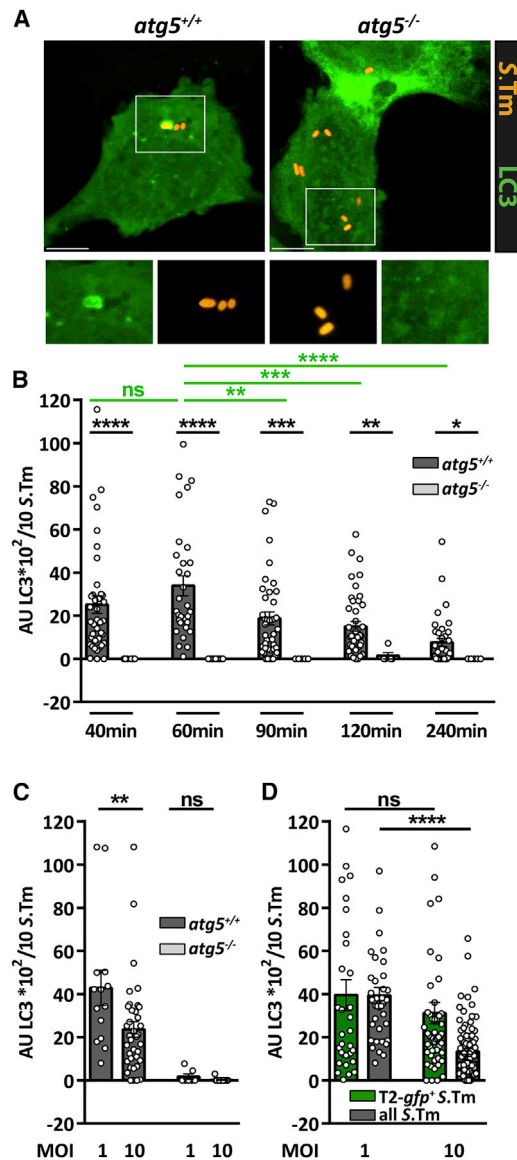 A
atg5+/+
atg5-/-
S.Tm
LC3
B
****
***
ns
**
120
100
80
60
40
20
0
-20
****
****
***
**
*
atg5+/+
atg5-/-
AU LC3*10²/10 S.Tm
40min
60min
90min
120min
240min
C
D
**
ns
ns
****
120
100
80
60
40
20
0
-20
atg5+/+
atg5-/-
AU LC3 *10²/10 S.Tm
MOI
1
10
1
10
120
100
80
60
40
20
0
-20
AU LC3 *10²/10 S.Tm
T2-gfp+ S.Tm
all S.Tm
MOI
1
10